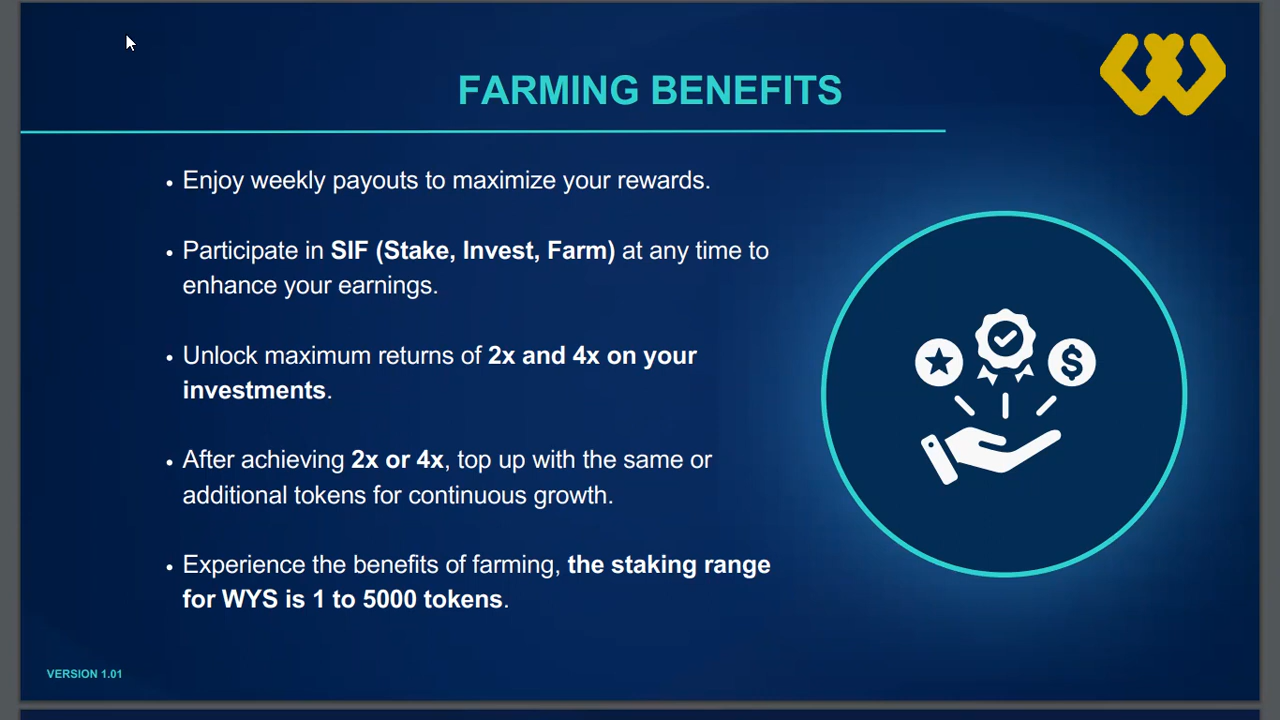 FARMING BENEFITS
• Enjoy weekly payouts to maximize your rewards.
• Participate in SIF (Stake, Invest, Farm) at any time to
enhance your earnings.
• Unlock maximum returns of 2x and 4x on your
investments.
• After achieving 2x or 4x, top up with the same or
additional tokens for continuous growth.
• Experience the benefits of farming, the staking range
for WYS is 1 to 5000 tokens.
VERSION 1.01